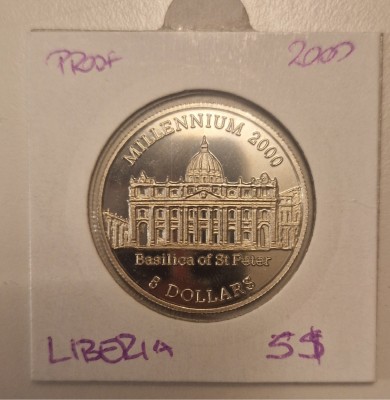 PROOF 2000
MILLENNIUM 2000
Basilica of St Peter
5 DOLLARS
LIBERIA 5$